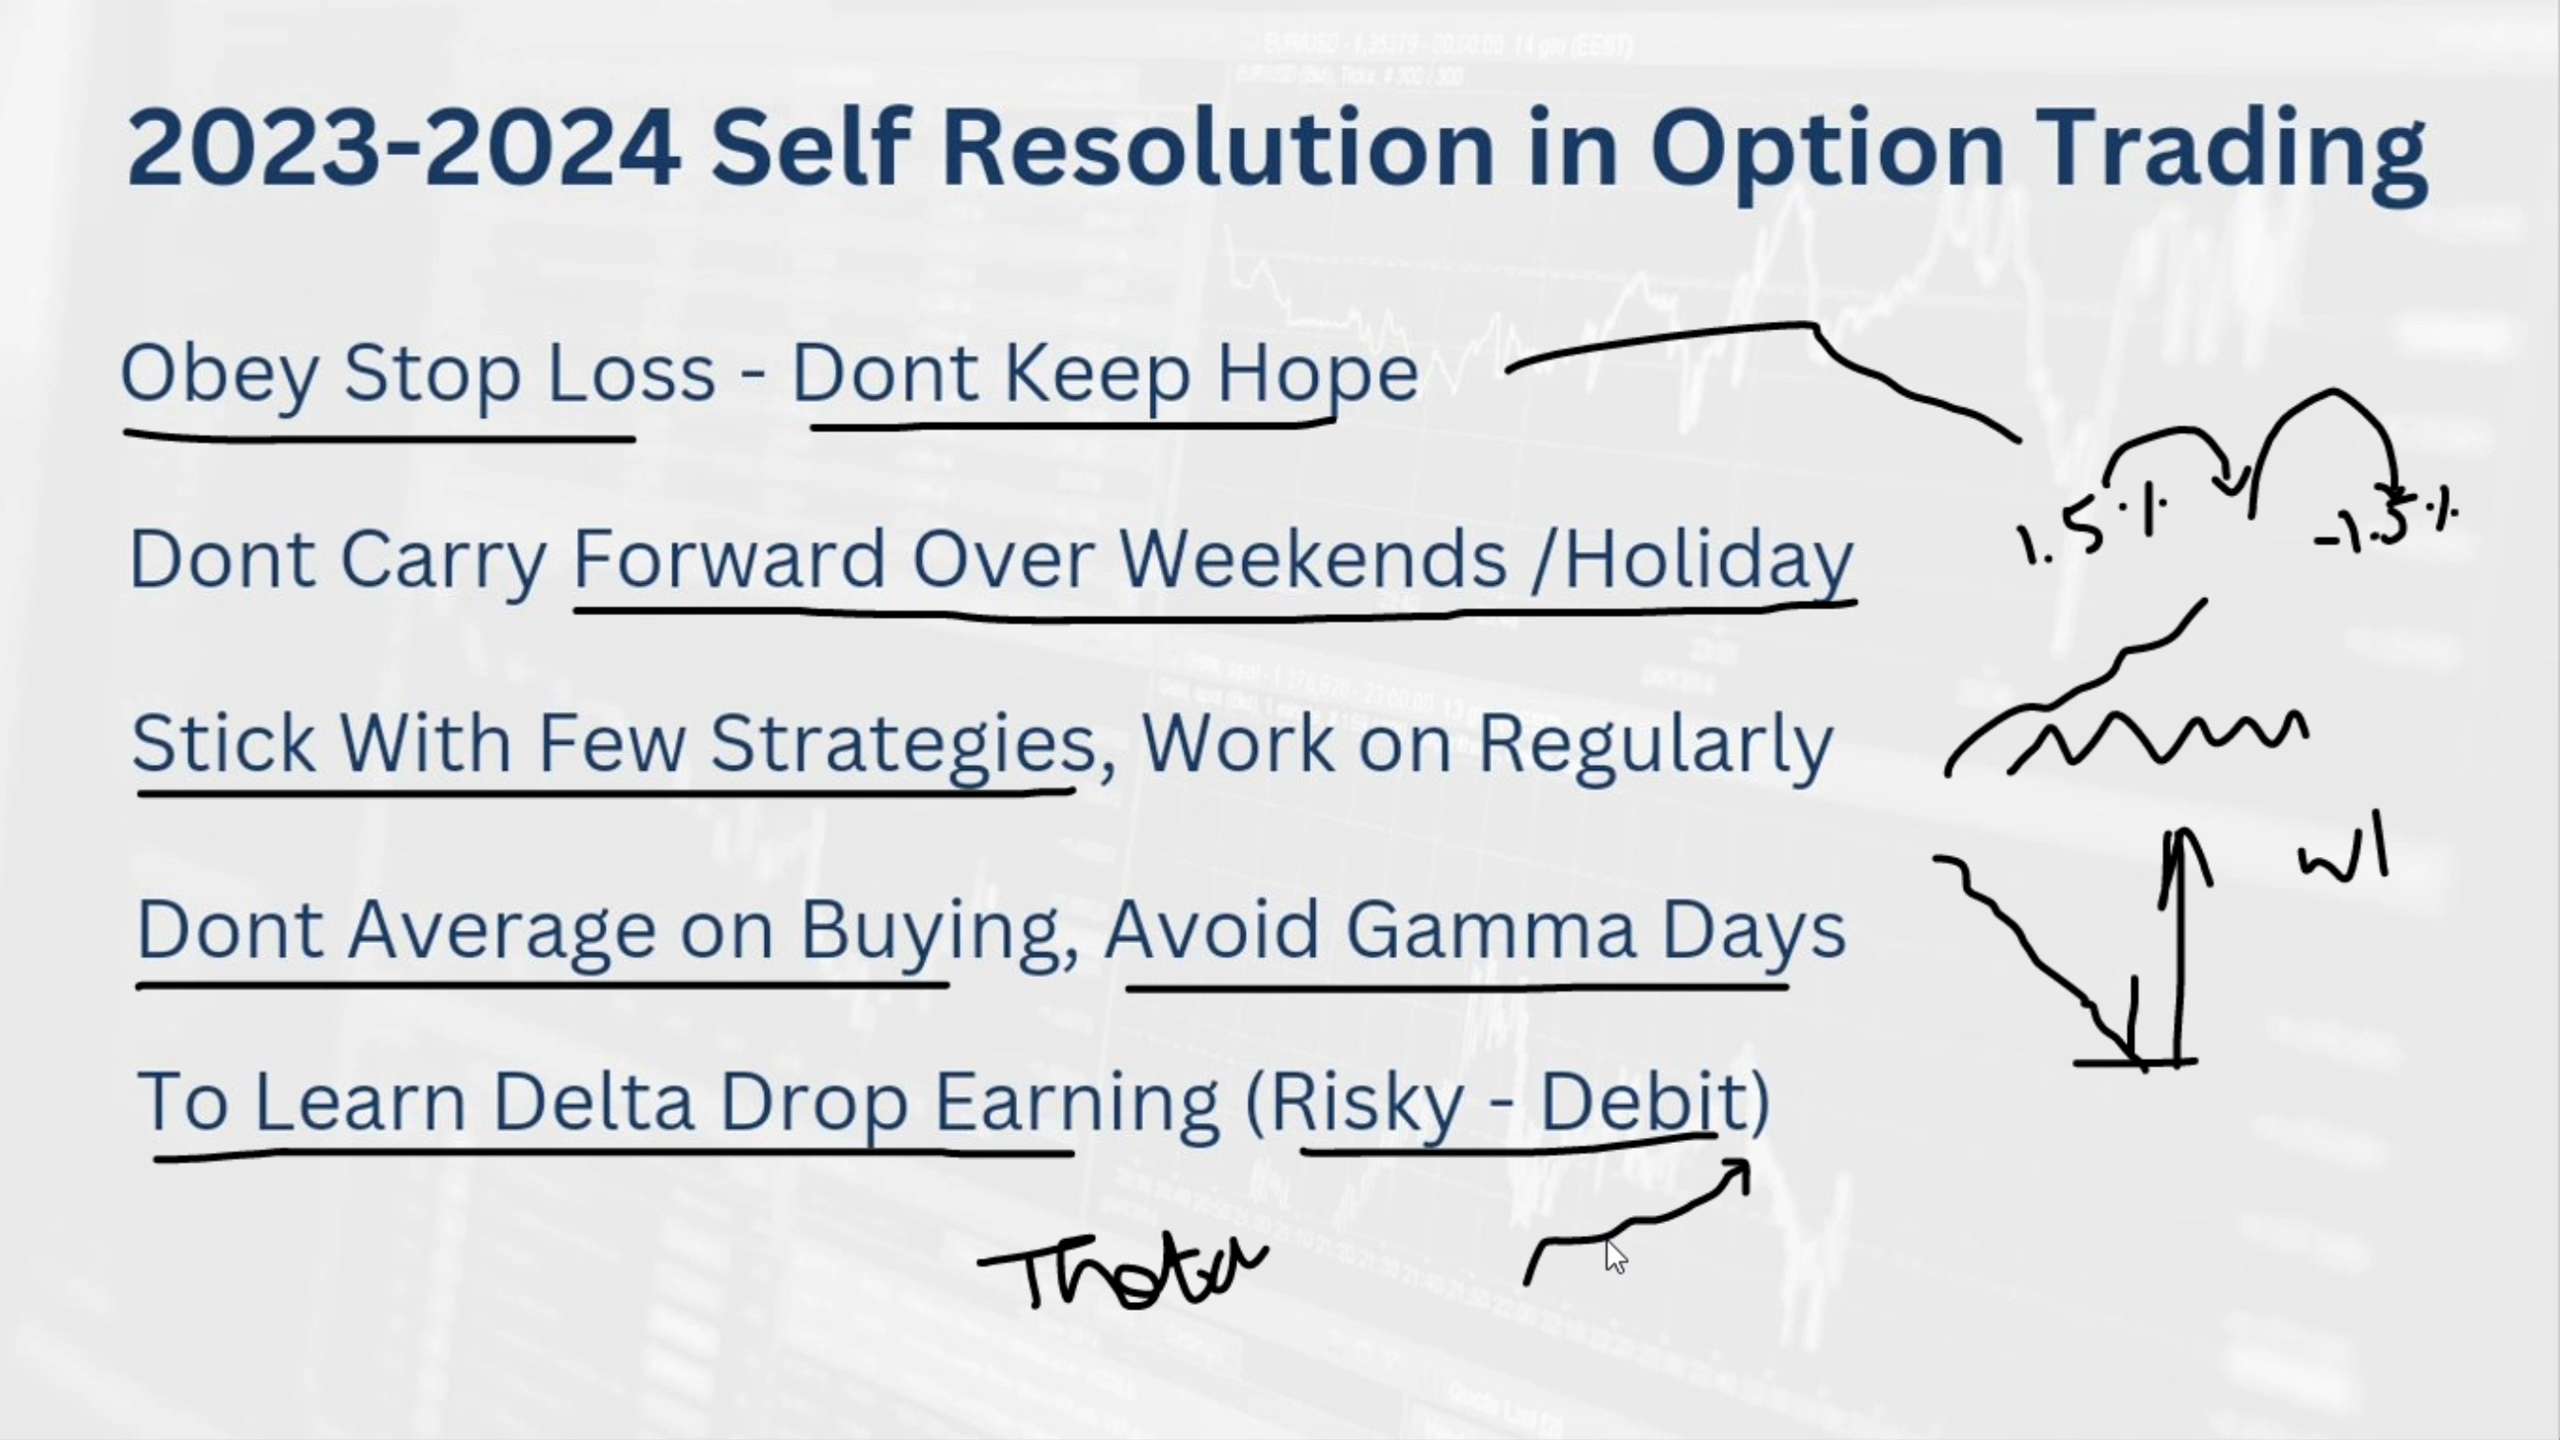 2023-2024 Self Resolution in Option Trading
Obey Stop Loss - Dont Keep Hope
1.5% -1.5%
Dont Carry Forward Over Weekends /Holiday
Stick With Few Strategies, Work on Regularly
Dont Average on Buying, Avoid Gamma Days
To Learn Delta Drop Earning (Risky - Debit)
Theta